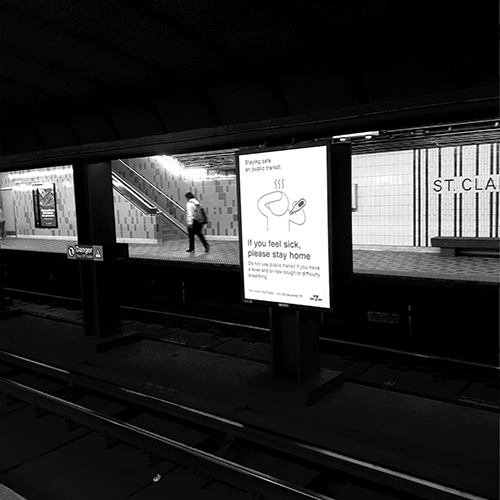 Staying safe
on public transit:
If you feel sick,
please stay home
Do not use public transit if you have
a fever and or new cough or difficulty
breathing.
Danger
ST. CLA